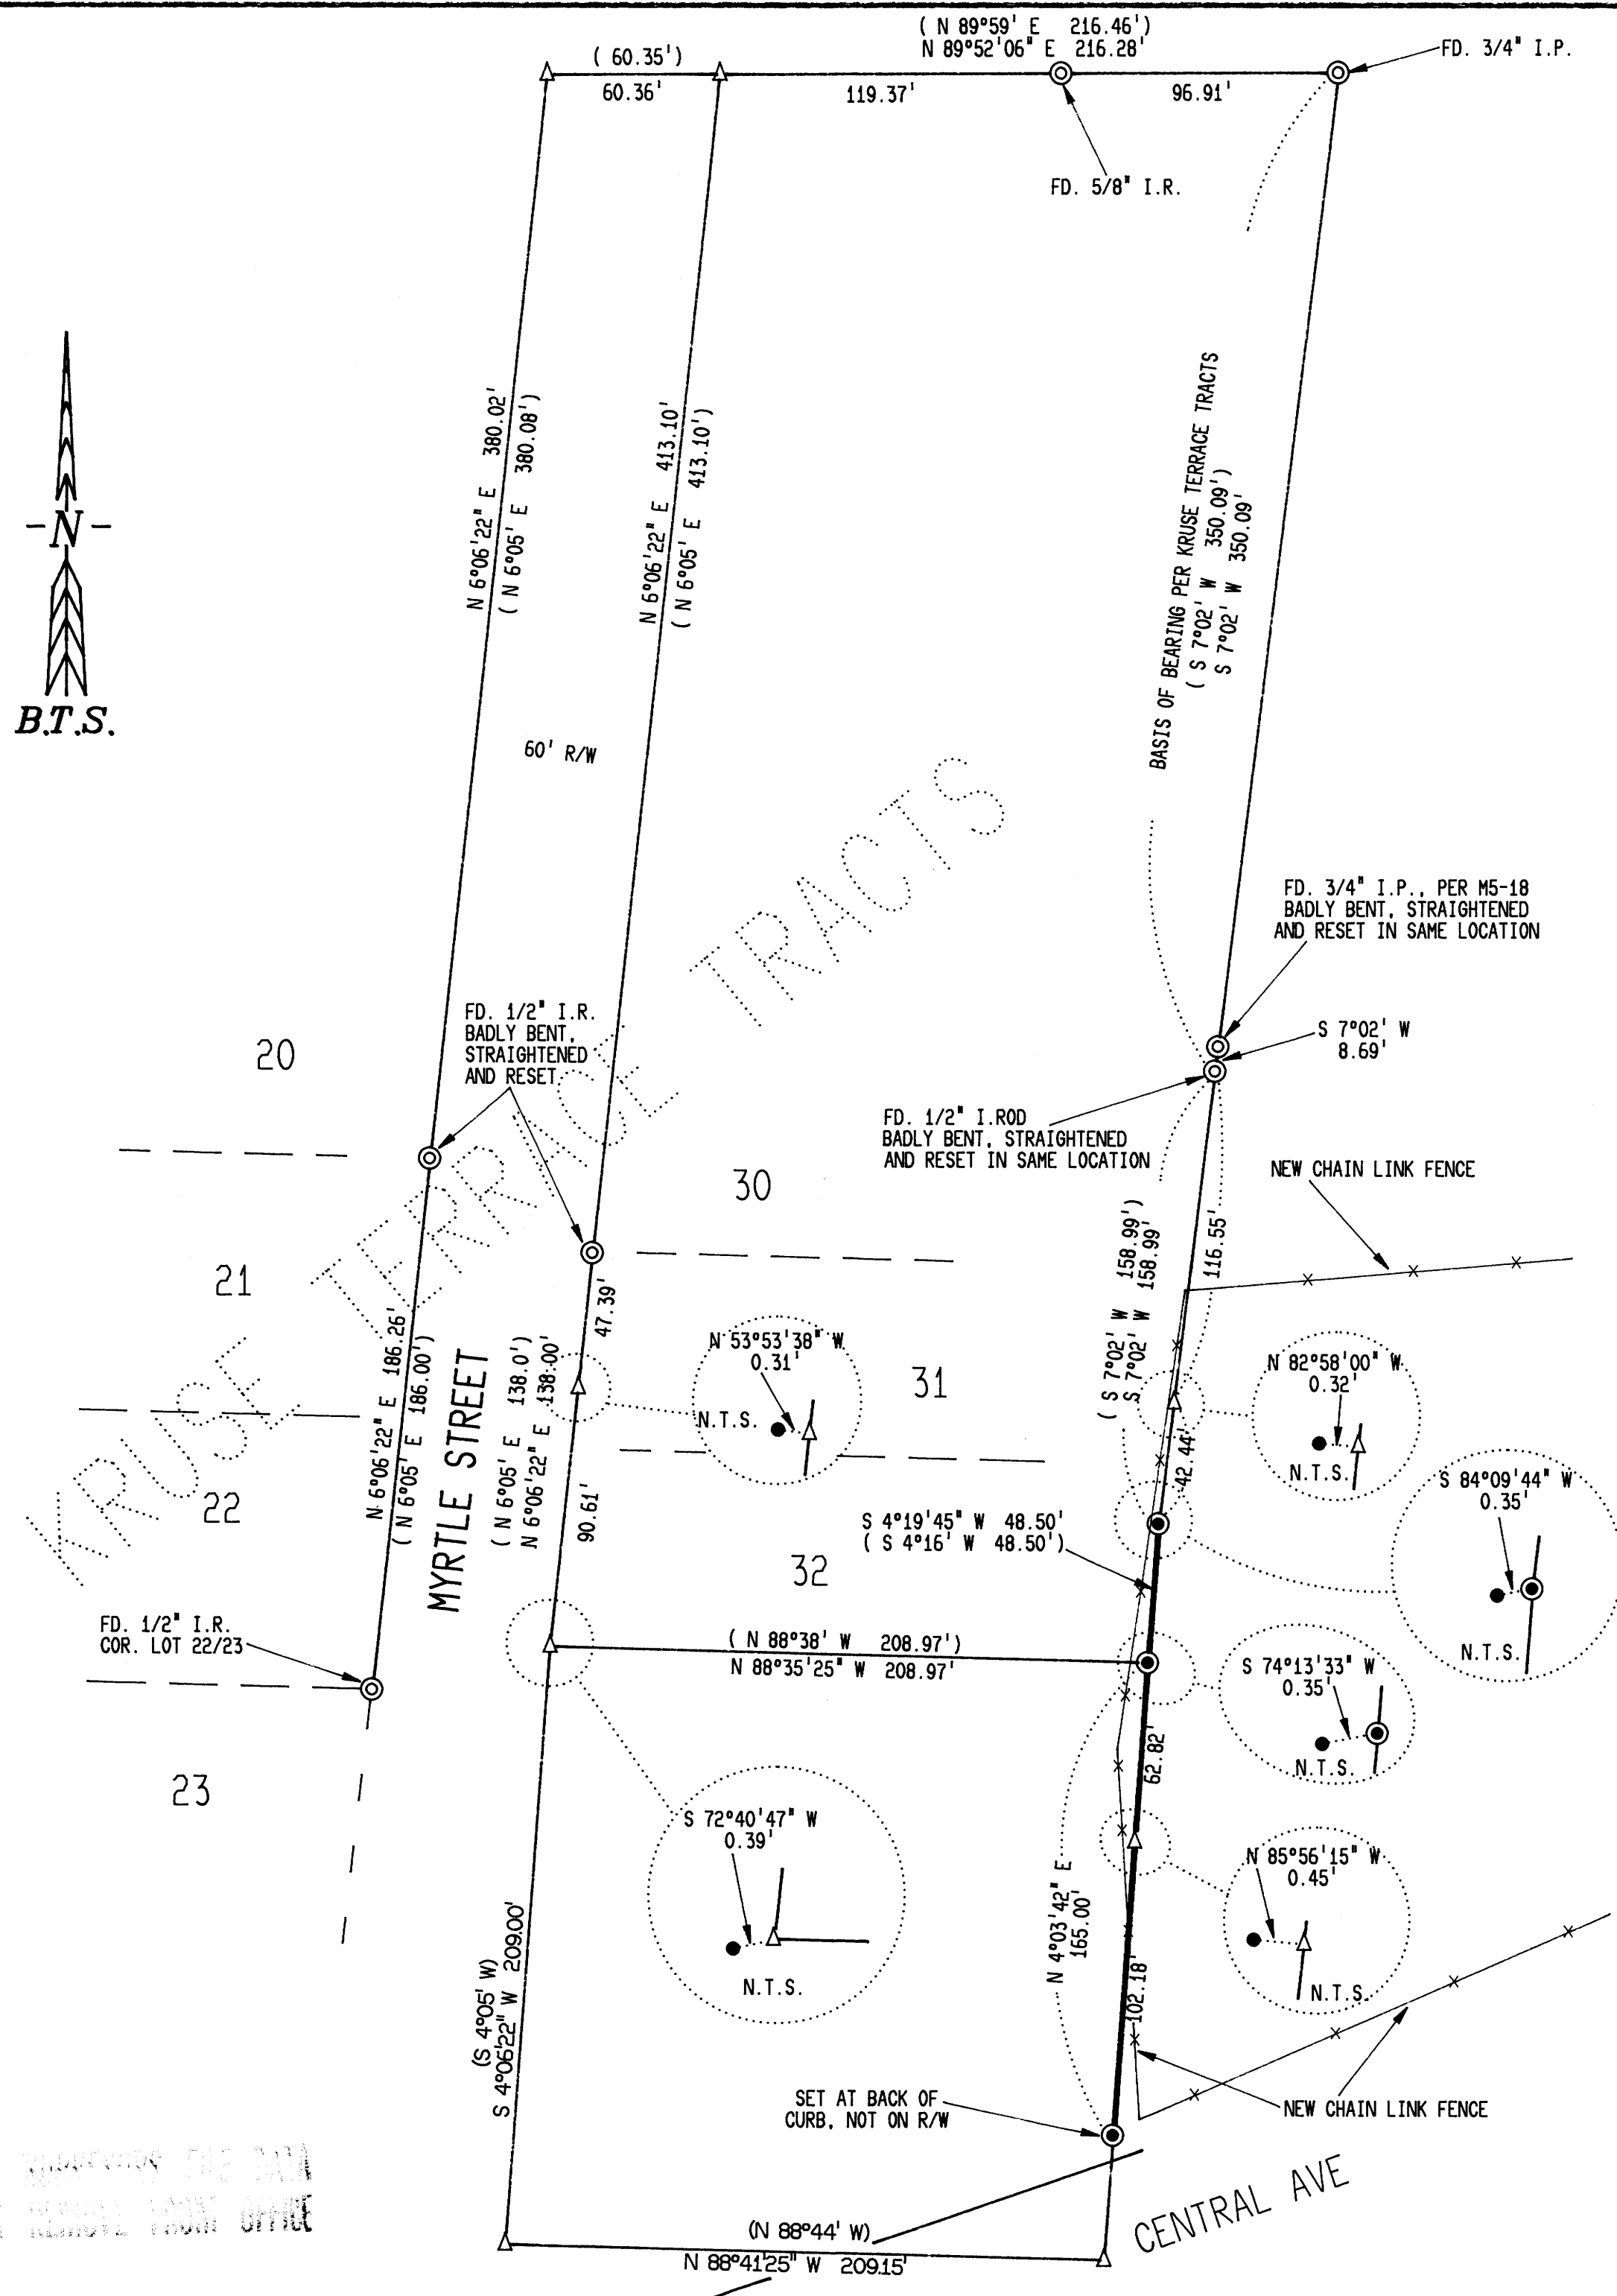 ( N 89°59' E 216.46')
N 89°52'06" E 216.28'
FD. 3/4" I.P.
( 60.35')
60.36'
119.37'
96.91'
FD. 5/8" I.R.
N 6°06'22" E 380.02'
( N 6°05' E 380.08')
N 6°06'22" E 413.10'
( N 6°05' E 413.10')
BASIS OF BEARING PER KRUSE TERRACE TRACTS
( S 7°02' W 350.09')
S 7°02' W 350.09'
-N-
B.T.S.
60' R/W
KRUSE TERRACE TRACTS
FD. 3/4" I.P., PER M5-18
BADLY BENT, STRAIGHTENED
AND RESET IN SAME LOCATION
S 7°02' W
8.69'
FD. 1/2" I.R.
BADLY BENT,
STRAIGHTENED
AND RESET
20
FD. 1/2" I.ROD
BADLY BENT, STRAIGHTENED
AND RESET IN SAME LOCATION
NEW CHAIN LINK FENCE
30
21
47.39'
( S 7°02' W 158.99')
S 7°02' W 158.99'
116.55'
N 53°53'38" W
0.31'
N.T.S.
31
N 82°58'00" W
0.32'
N.T.S.
N 6°06'22" E 186.26'
( N 6°05' E 186.00')
MYRTLE STREET
( N 6°05' E 138.0')
N 6°06'22" E 138.00'
90.61'
42.44'
S 84°09'44" W
0.35'
N.T.S.
22
S 4°19'45" W 48.50'
( S 4°16' W 48.50')
32
FD. 1/2" I.R.
COR. LOT 22/23
( N 88°38' W 208.97')
N 88°35'25" W 208.97'
S 74°13'33" W
0.35'
N.T.S.
23
62.82'
S 72°40'47" W
0.39'
N.T.S.
N 85°56'15" W
0.45'
N.T.S.
N 4°03'42" E
165.00'
102.18'
(S 4°05' W)
S 4°06'22" W 209.00'
SET AT BACK OF
CURB, NOT ON R/W
NEW CHAIN LINK FENCE
REMOVE FROM OFFICE
CENTRAL AVE
(N 88°44' W)
N 88°41'25" W 209.15'